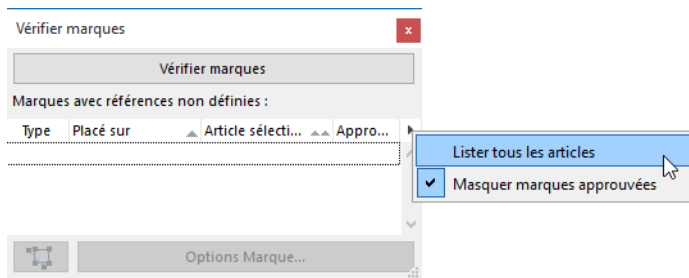 Vérifier marques
x
Vérifier marques
Marques avec références non définies :
Type Placé sur Article sélecti... Appro...
Lister tous les articles
Masquer marques approuvées
Options Marque...